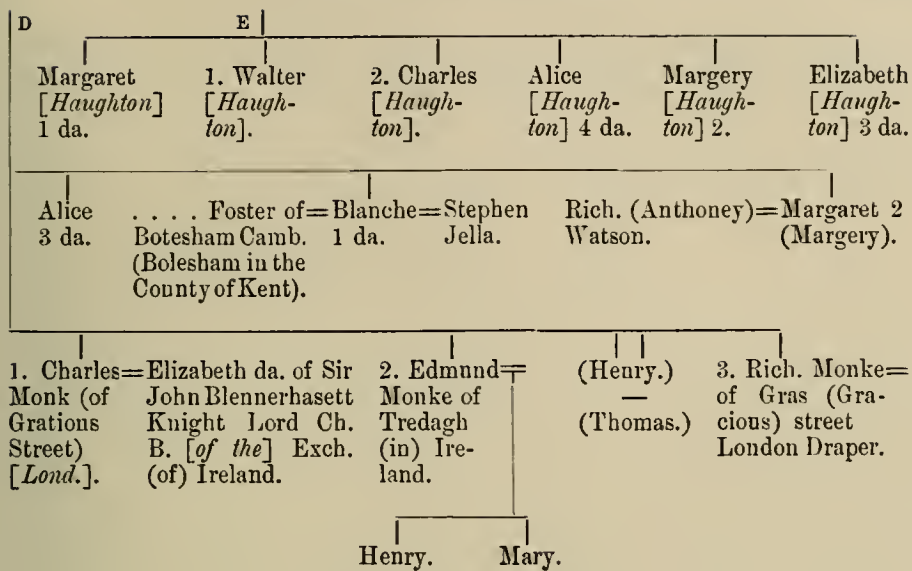 D E
Margaret 1. Walter 2. Charles Alice Margery Elizabeth
[Haughton] [Haugh- [Haugh- [Haugh- [Haugh- [Haugh-
1 da. ton]. ton]. ton] 4 da. ton] 2. ton] 3 da.
Alice . . . . Foster of=Blanche=Stephen Rich. (Anthoney)=Margaret 2
3 da. Botesham Camb. 1 da. Jella. Watson. (Margery).
(Bolesham in the
County of Kent).
1. Charles=Elizabeth da. of Sir 2. Edmund= (Henry.) 3. Rich. Monke=
Monk (of John Blennerhasett Monke of — of Gras (Gra-
Grations Knight Lord Ch. Tredagh (Thomas.) cious) street
Street) B. [of the] Exch. (in) Ire- London Draper.
[Lond.]. (of) Ireland. land.
Henry. Mary.